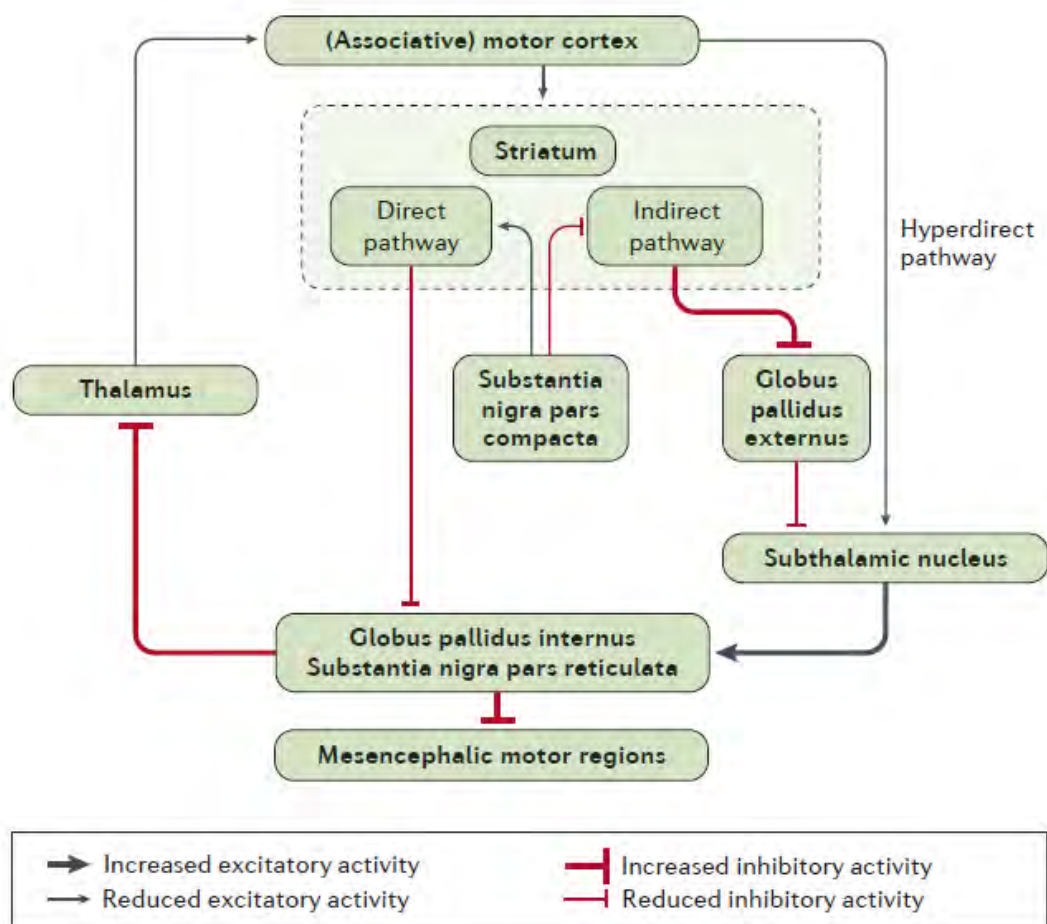 (Associative) motor cortex
Striatum
Direct
pathway
Indirect
pathway
Hyperdirect
pathway
Thalamus
Substantia
nigra pars
compacta
Globus
pallidus
externus
Subthalamic nucleus
Globus pallidus internus
Substantia nigra pars reticulata
Mesencephalic motor regions
Increased excitatory activity
Increased inhibitory activity
Reduced excitatory activity
Reduced inhibitory activity